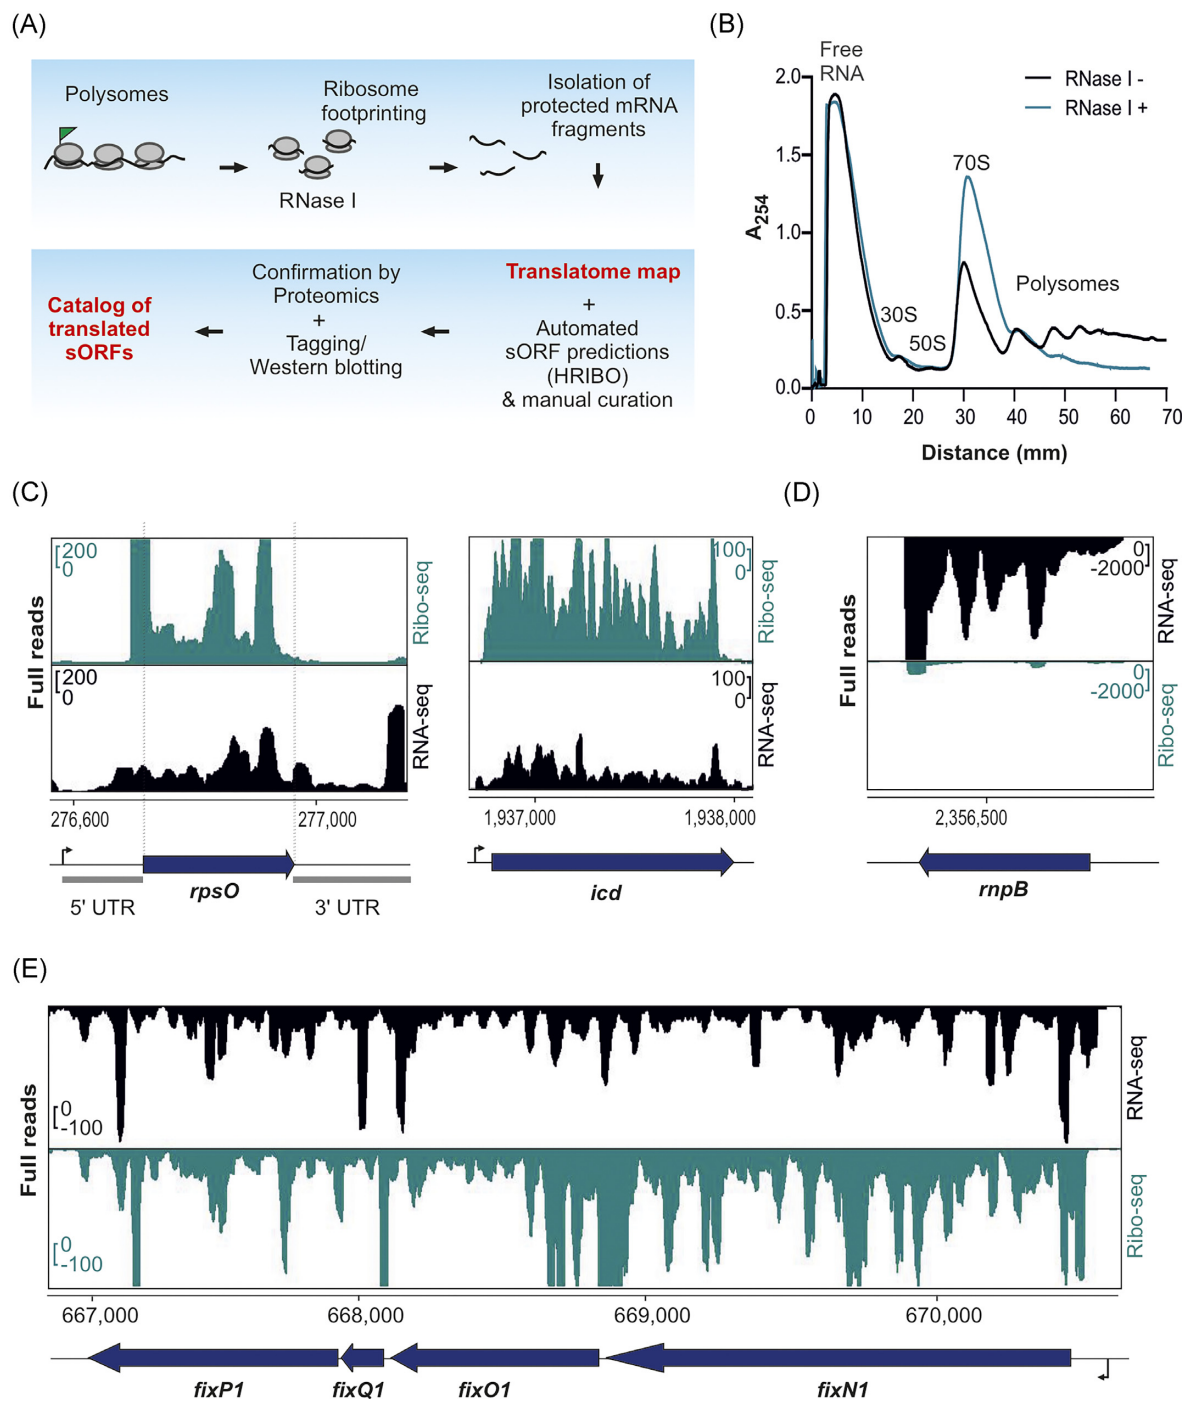 (A)
Polysomes
Ribosome
footprinting
RNase I
Isolation of
protected mRNA
fragments
Catalog of
translated
sORFs
Confirmation by
Proteomics
+
Tagging/
Western blotting
Translatome map
+
Automated
sORF predictions
(HRIBO)
& manual curation
(B)
Free
RNA
RNase I -
RNase I +
70S
30S
50S
Polysomes
A254
2.0
1.5
1.0
0.5
0.0
0 10 20 30 40 50 60 70
Distance (mm)
(C)
Full reads
200
0
Ribo-seq
200
0
RNA-seq
276,600 277,000
rpsO
5' UTR 3' UTR
100
0
Ribo-seq
100
0
RNA-seq
1,937,000 1,938,000
icd
(D)
Full reads
0
-2000
RNA-seq
0
-2000
Ribo-seq
2,356,500
rnpB
(E)
Full reads
0
-100
RNA-seq
0
-100
Ribo-seq
667,000 668,000 669,000 670,000
fixP1 fixQ1 fixO1 fixN1